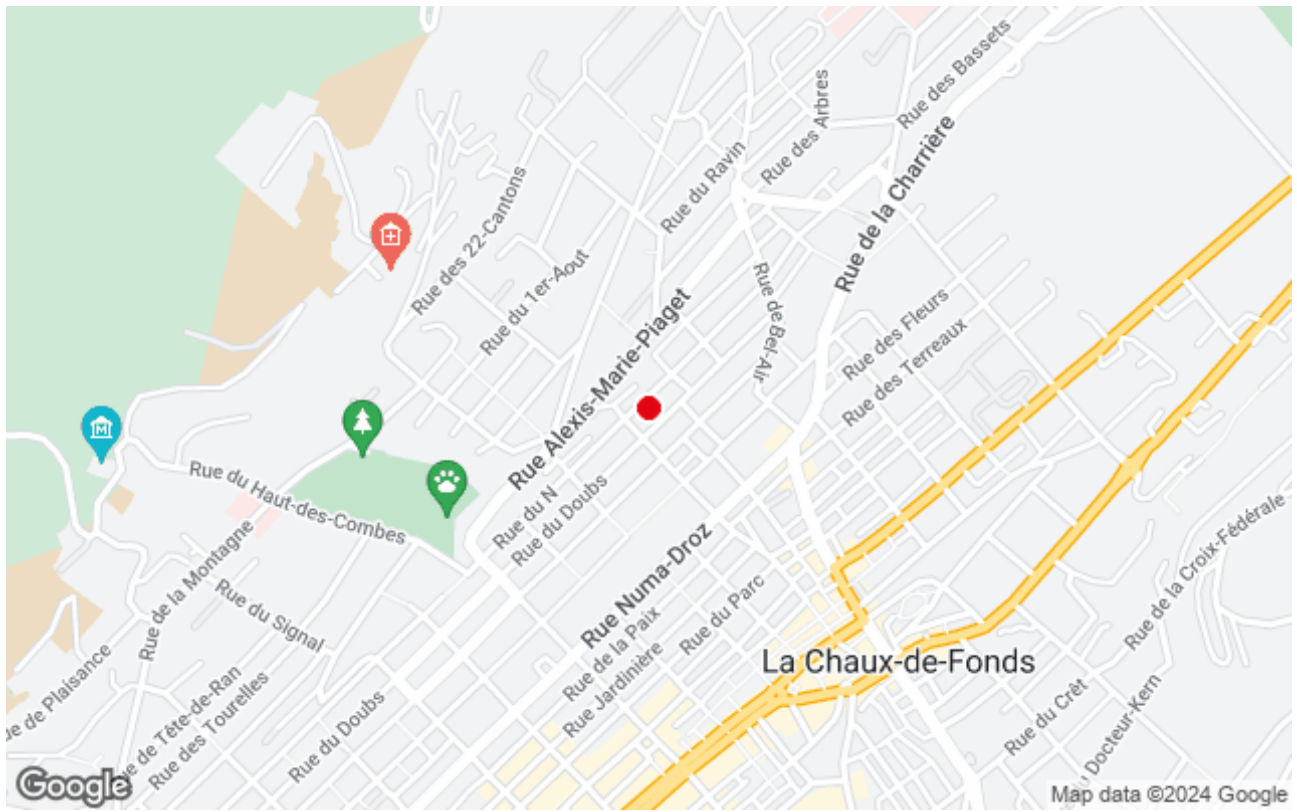 Rue des Bassets
Rue des Arbres
Rue du Ravin
Rue de la Charrière
Rue des 22-Cantons
Rue du 1er-Aout
Rue de Bel-Air
Rue des Fleurs
Rue Alexis-Marie-Piaget
Rue des Terreaux
M
Rue du Haut-des-Combes
Rue du N
Rue du Doubs
Rue Numa-Droz
Rue de la Croix-Fédérale
Rue de la Montagne
Rue du Signal
Rue du Parc
Rue de la Paix
Rue Jardinière
La Chaux-de-Fonds
ue de Plaisance
ue de Tête-de-Ran
Rue des Tourelles
Rue du Doubs
Rue du Crêt
u Docteur-Kern
Google
Map data ©2024 Google